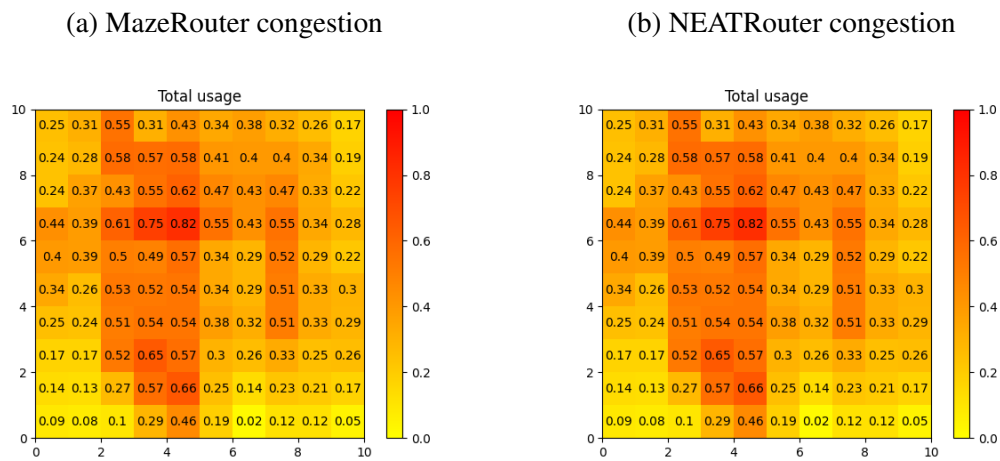 (a) MazeRouter congestion
(b) NEATRouter congestion
Total usage
10
0.25 0.31 0.55 0.31 0.43 0.34 0.38 0.32 0.26 0.17
0.24 0.28 0.58 0.57 0.58 0.41 0.4 0.4 0.34 0.19
8
0.24 0.37 0.43 0.55 0.62 0.47 0.43 0.47 0.33 0.22
0.44 0.39 0.61 0.75 0.82 0.55 0.43 0.55 0.34 0.28
6
0.4 0.39 0.5 0.49 0.57 0.34 0.29 0.52 0.29 0.22
0.34 0.26 0.53 0.52 0.54 0.34 0.29 0.51 0.33 0.3
4
0.25 0.24 0.51 0.54 0.54 0.38 0.32 0.51 0.33 0.29
0.17 0.17 0.52 0.65 0.57 0.3 0.26 0.33 0.25 0.26
2
0.14 0.13 0.27 0.57 0.66 0.25 0.14 0.23 0.21 0.17
0.09 0.08 0.1 0.29 0.46 0.19 0.02 0.12 0.12 0.05
0
0 2 4 6 8 10
1.0
0.8
0.6
0.4
0.2
0.0
Total usage
10
0.25 0.31 0.55 0.31 0.43 0.34 0.38 0.32 0.26 0.17
0.24 0.28 0.58 0.57 0.58 0.41 0.4 0.4 0.34 0.19
8
0.24 0.37 0.43 0.55 0.62 0.47 0.43 0.47 0.33 0.22
0.44 0.39 0.61 0.75 0.82 0.55 0.43 0.55 0.34 0.28
6
0.4 0.39 0.5 0.49 0.57 0.34 0.29 0.52 0.29 0.22
0.34 0.26 0.53 0.52 0.54 0.34 0.29 0.51 0.33 0.3
4
0.25 0.24 0.51 0.54 0.54 0.38 0.32 0.51 0.33 0.29
0.17 0.17 0.52 0.65 0.57 0.3 0.26 0.33 0.25 0.26
2
0.14 0.13 0.27 0.57 0.66 0.25 0.14 0.23 0.21 0.17
0.09 0.08 0.1 0.29 0.46 0.19 0.02 0.12 0.12 0.05
0
0 2 4 6 8 10
1.0
0.8
0.6
0.4
0.2
0.0